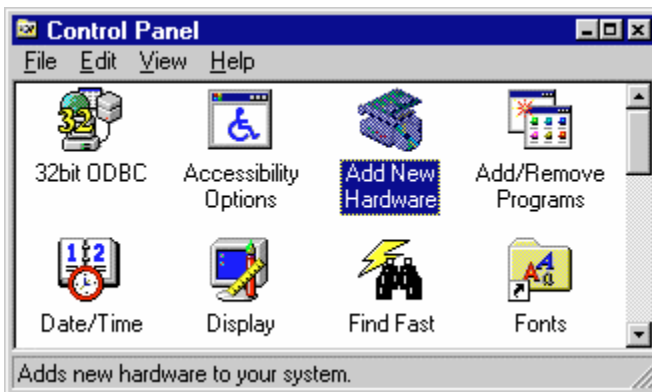 Control Panel
File Edit View Help
32bit ODBC
Accessibility
Options
Add New
Hardware
Add/Remove
Programs
Date/Time
Display
Find Fast
Fonts
Adds new hardware to your system.